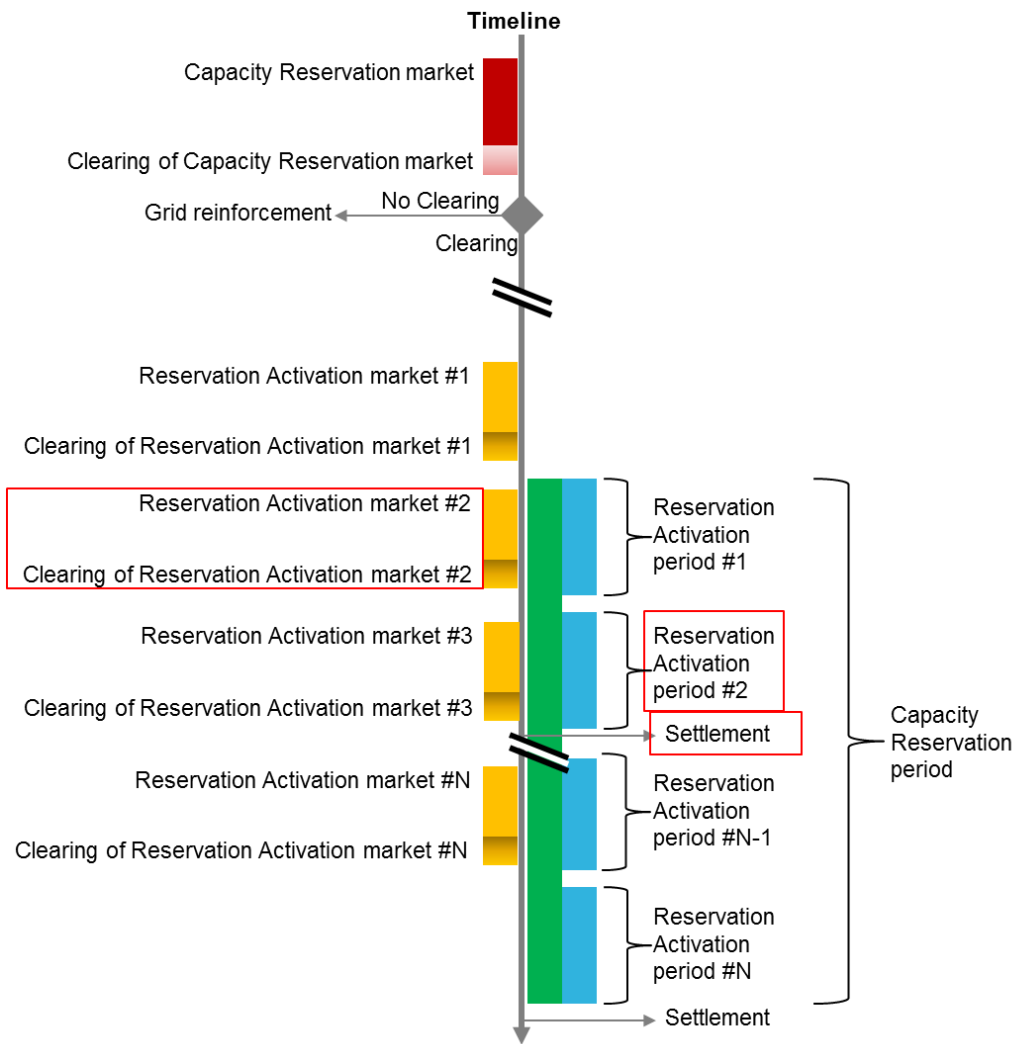 Timeline
Capacity Reservation market
Clearing of Capacity Reservation market
No Clearing
Grid reinforcement
Clearing
Reservation Activation market #1
Clearing of Reservation Activation market #1
Reservation Activation market #2
Clearing of Reservation Activation market #2
Reservation
Activation
period #1
Reservation Activation market #3
Clearing of Reservation Activation market #3
Reservation
Activation
period #2
Settlement
Capacity
Reservation
period
Reservation Activation market #N
Clearing of Reservation Activation market #N
Reservation
Activation
period #N-1
Reservation
Activation
period #N
Settlement